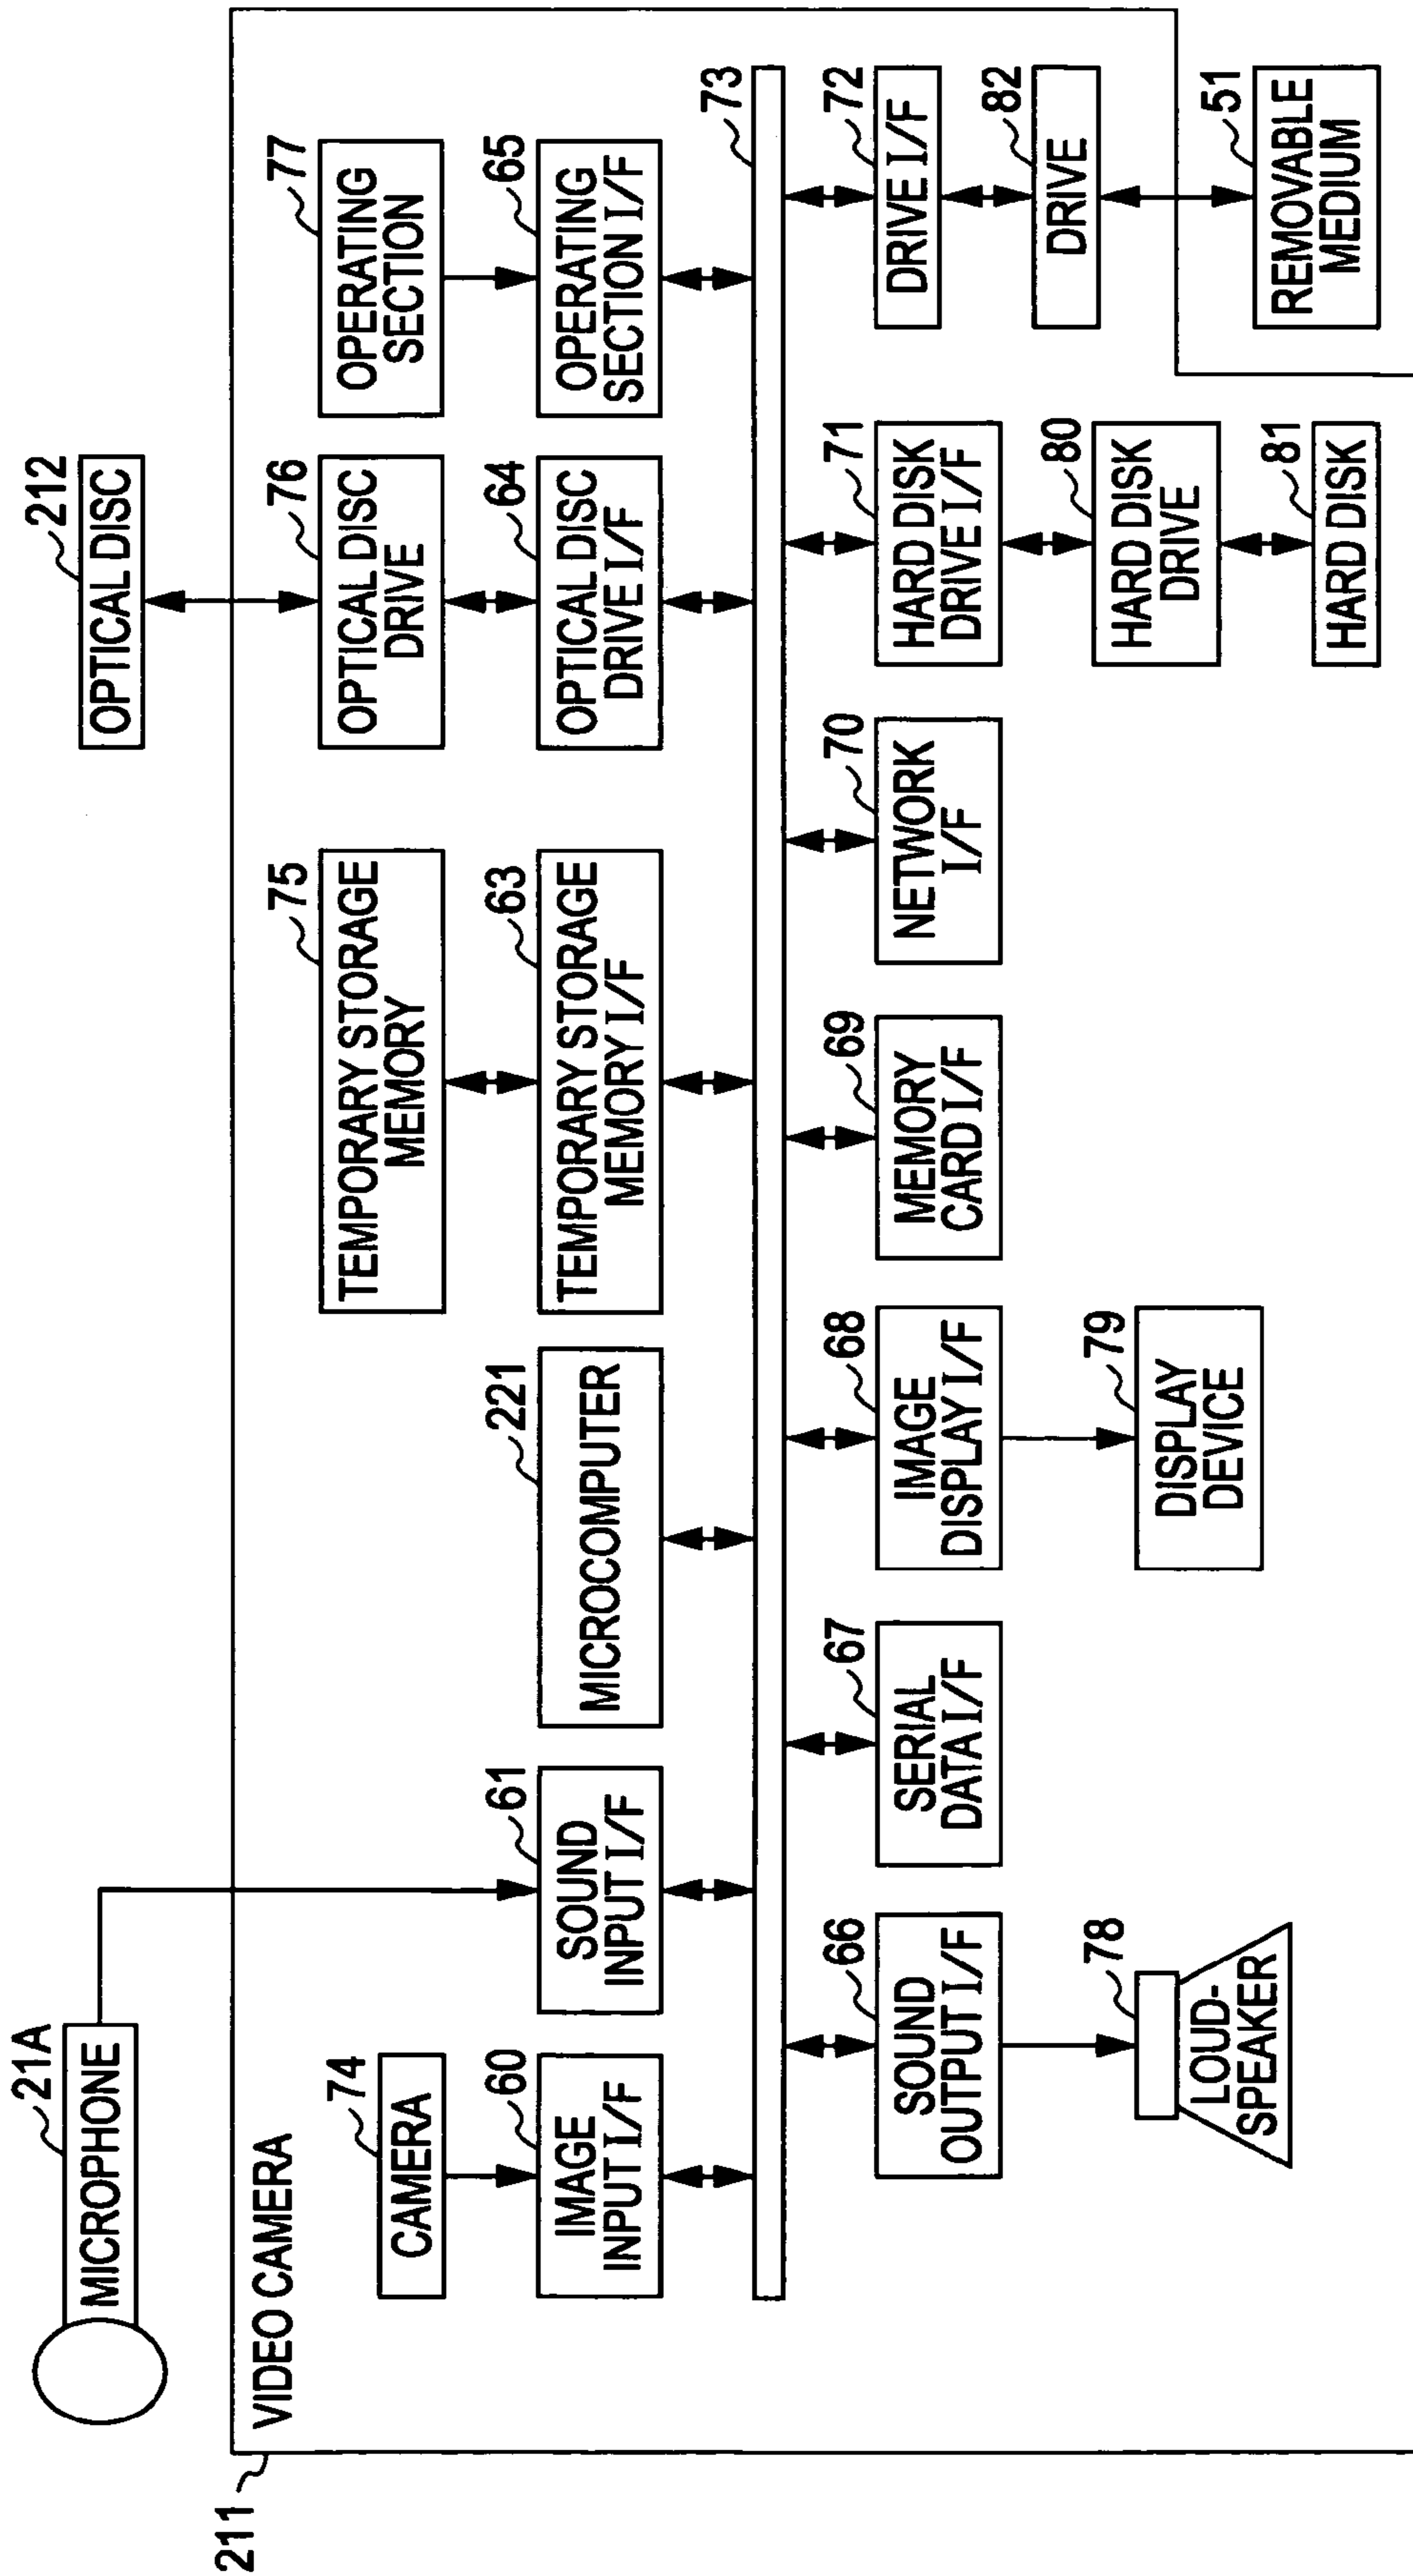 21A
MICROPHONE
212
OPTICAL DISC
211
VIDEO CAMERA
74
CAMERA
75
TEMPORARY STORAGE
MEMORY
76
OPTICAL DISC
DRIVE
77
OPERATING
SECTION
60
IMAGE
INPUT I/F
61
SOUND
INPUT I/F
221
MICROCOMPUTER
63
TEMPORARY STORAGE
MEMORY I/F
64
OPTICAL DISC
DRIVE I/F
65
OPERATING
SECTION I/F
73
66
SOUND
OUTPUT I/F
67
SERIAL
DATA I/F
68
IMAGE
DISPLAY I/F
69
MEMORY
CARD I/F
70
NETWORK
I/F
71
HARD DISK
DRIVE I/F
72
DRIVE I/F
78
LOUD-
SPEAKER
79
DISPLAY
DEVICE
80
HARD DISK
DRIVE
82
DRIVE
81
HARD DISK
51
REMOVABLE
MEDIUM